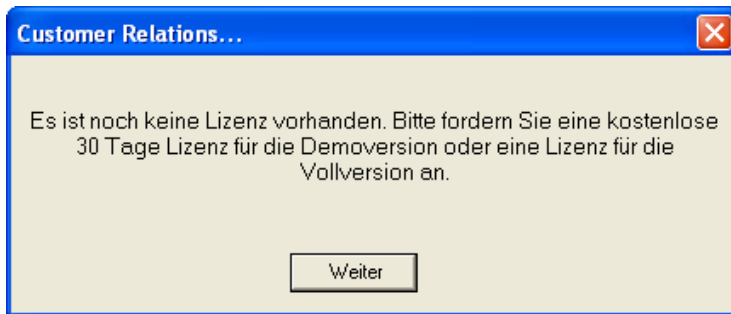 Customer Relations...
Es ist noch keine Lizenz vorhanden. Bitte fordern Sie eine kostenlose
30 Tage Lizenz für die Demoversion oder eine Lizenz für die
Vollversion an.
Weiter